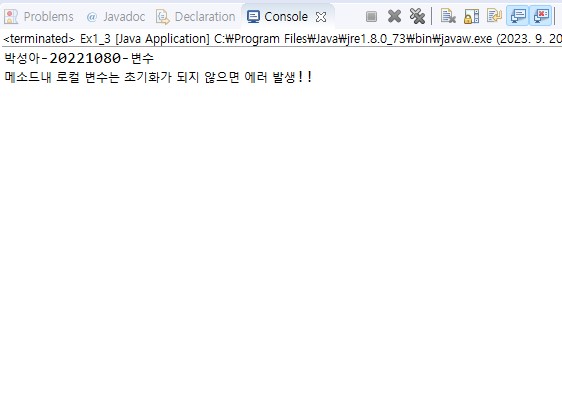 Problems @ Javadoc Declaration Console
<terminated> Ex1_3 [Java Application] C:₩Program Files₩Java₩jre1.8.0_73₩bin₩javaw.exe (2023. 9. 20
박성아-20221080-변수
메소드내 로컬 변수는 초기화가 되지 않으면 에러 발생!!